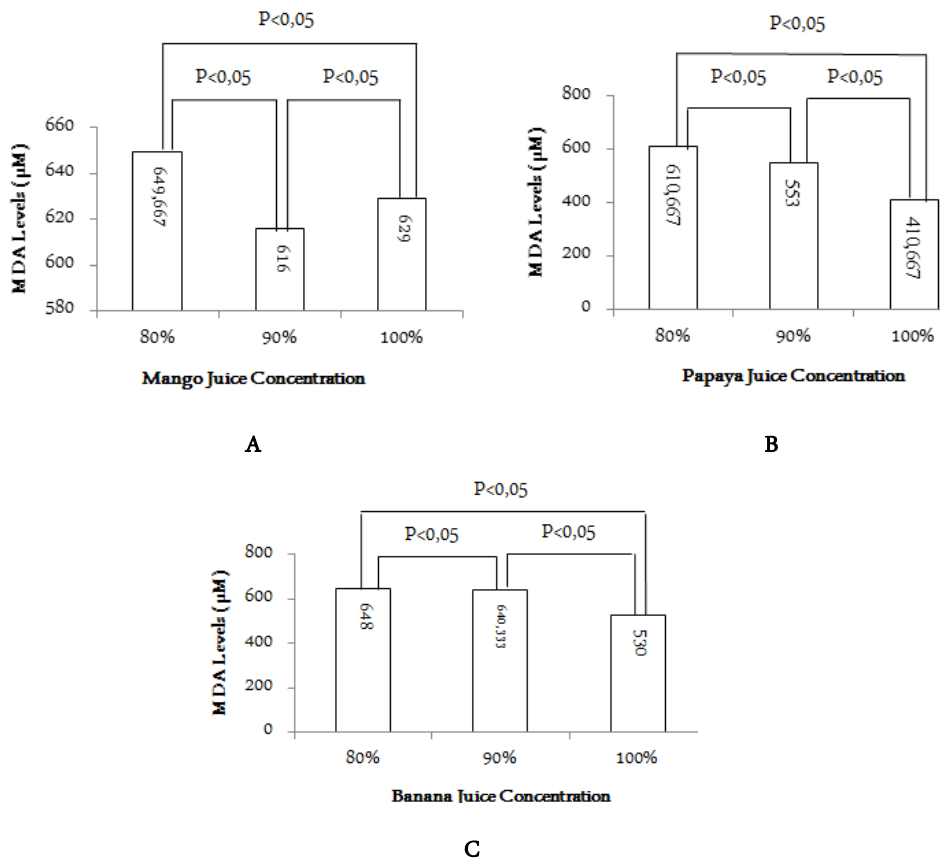 P<0,05
P<0,05 P<0,05
660
640
620
600
580
MDA Levels (µM)
649,667
616
629
80% 90% 100%
Mango Juice Concentration
A
P<0,05
P<0,05 P<0,05
800
600
400
200
0
MDA Levels (µM)
610,667
553
410,667
80% 90% 100%
Papaya Juice Concentration
B
P<0,05
P<0,05 P<0,05
800
600
400
200
0
MDA Levels (µM)
648
640,333
530
80% 90% 100%
Banana Juice Concentration
C